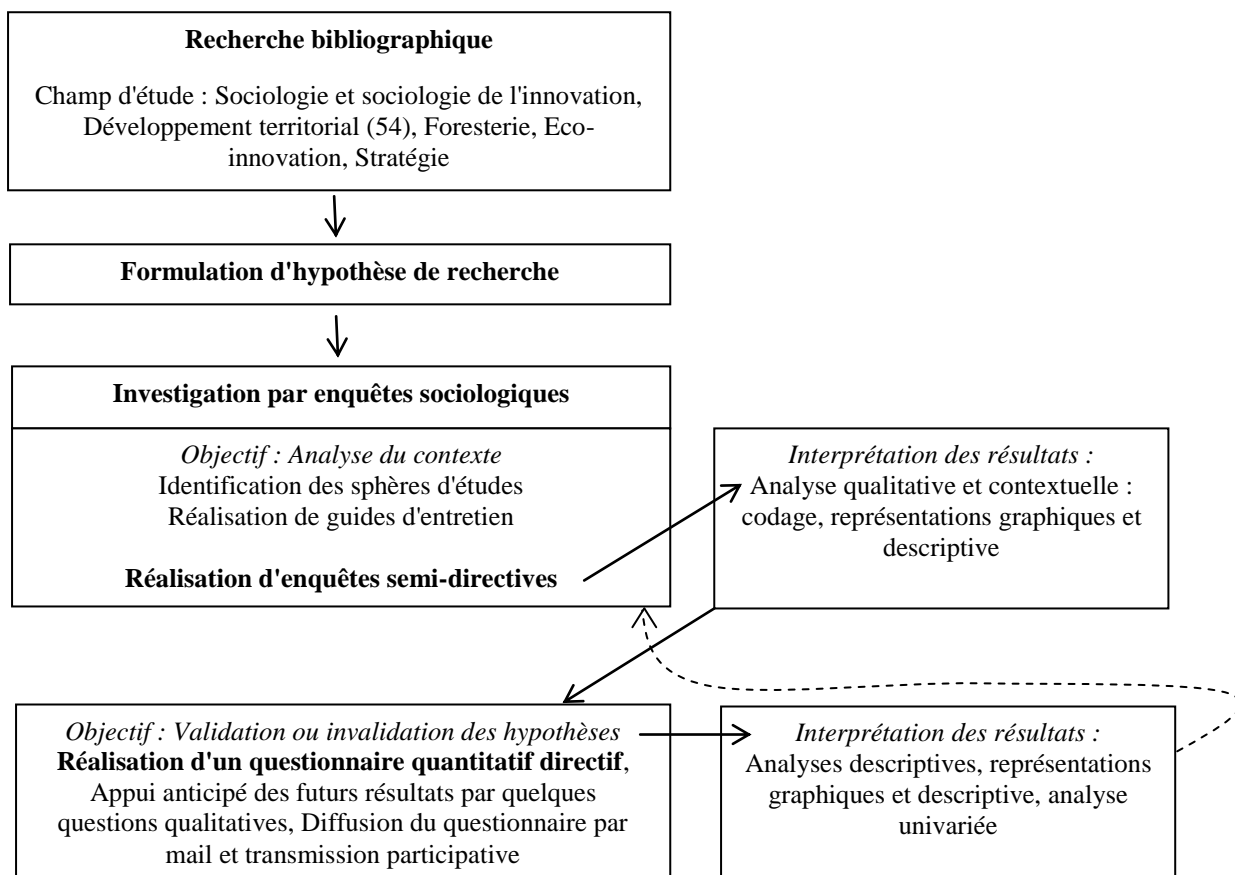 Recherche bibliographique
Champ d'étude : Sociologie et sociologie de l'innovation,
Développement territorial (54), Foresterie, Eco-
innovation, Stratégie
Formulation d'hypothèse de recherche
Investigation par enquêtes sociologiques
Objectif : Analyse du contexte
Identification des sphères d'études
Réalisation de guides d'entretien
Réalisation d'enquêtes semi-directives
Interprétation des résultats :
Analyse qualitative et contextuelle :
codage, représentations graphiques et
descriptive
Objectif : Validation ou invalidation des hypothèses
Réalisation d'un questionnaire quantitatif directif,
Appui anticipé des futurs résultats par quelques
questions qualitatives, Diffusion du questionnaire par
mail et transmission participative
Interprétation des résultats :
Analyses descriptives, représentations
graphiques et descriptive, analyse
univariée